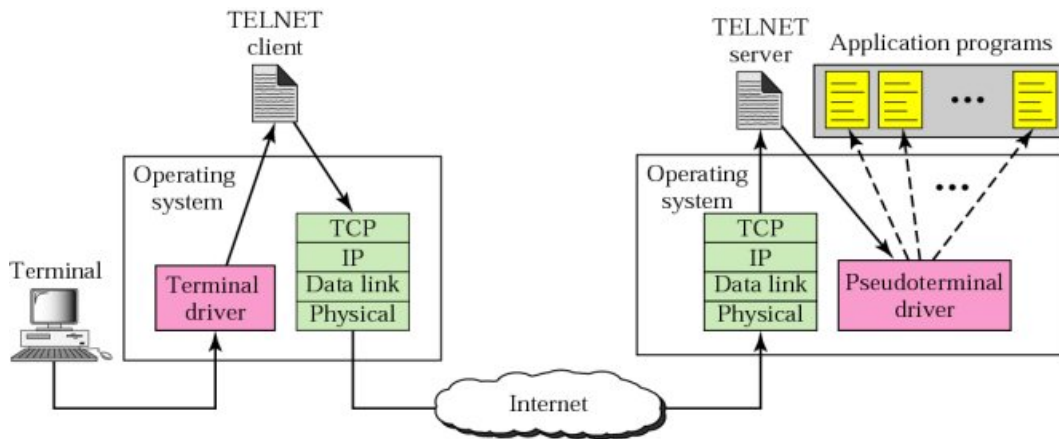 TELNET
client
TELNET
server
Application programs
Operating
system
Operating
system
TCP
IP
Data link
Physical
TCP
IP
Data link
Physical
Terminal
Terminal
driver
Pseudoterminal
driver
Internet